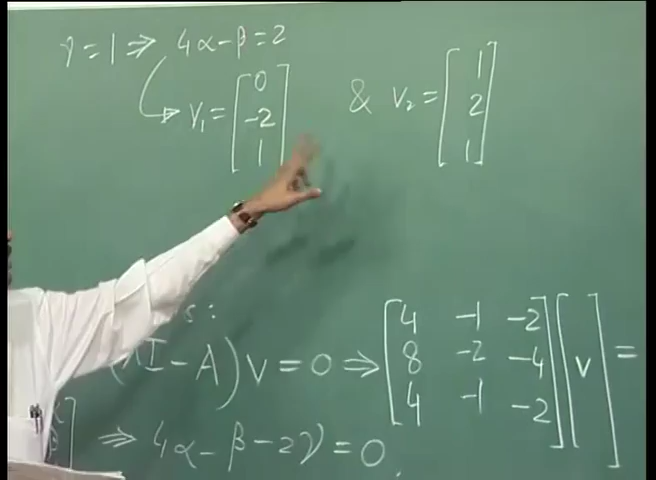 γ = 1 ⇒ 4α - β = 2
→ V₁ = [0 -2 1] & V₂ = [1 2 1]
s:
I - A) V = 0 ⇒ [4 -1 -2
8 -2 -4
4 -1 -2] [v] =
⇒ 4α - β - 2γ = 0.